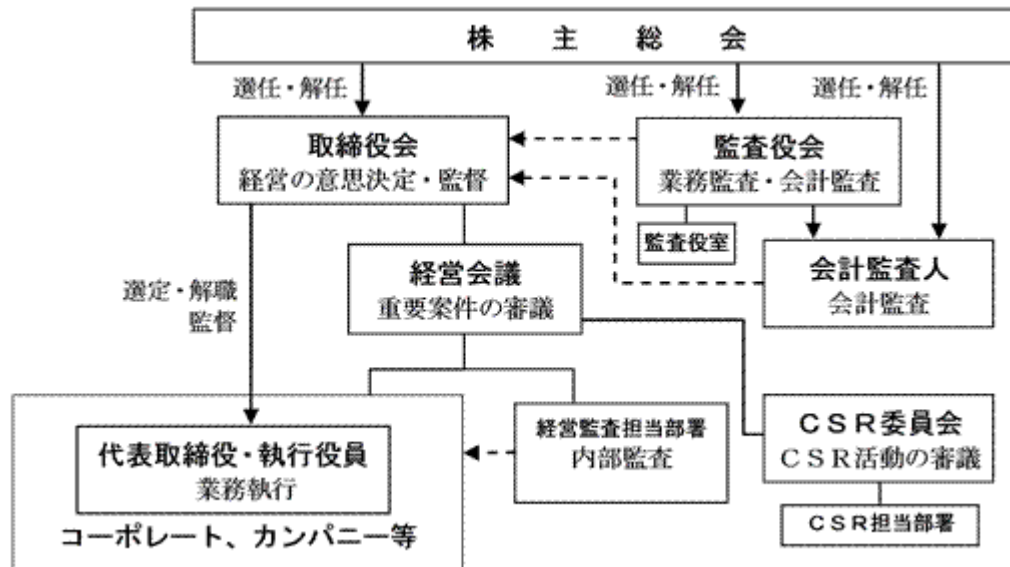 株主総会
選任・解任
選任・解任
選任・解任
取締役会
経営の意思決定・監督
監査役会
業務監査・会計監査
監査役室
経営会議
重要案件の審議
会計監査人
会計監査
選定・解職
監督
代表取締役・執行役員
業務執行
コーポレート、カンパニー等
経営監査担当部署
内部監査
ＣＳＲ委員会
ＣＳＲ活動の審議
ＣＳＲ担当部署